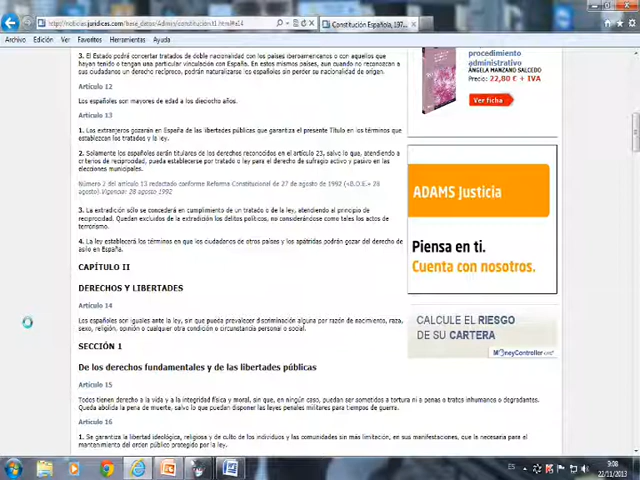 http://noticias.juridicas.com/base_datos/Admin/constitucion.t1.html#a14
Constitución Española, 197...
Archivo Edición Ver Favoritos Herramientas Ayuda
3. El Estado podrá concertar tratados de doble nacionalidad con los países iberoamericanos o con aquellos que
hayan tenido o tengan una particular vinculación con España. En estos mismos países, aun cuando no reconozcan a
sus ciudadanos un derecho recíproco, podrán naturalizarse los españoles sin perder su nacionalidad de origen.
Artículo 12
Los españoles son mayores de edad a los dieciocho años.
Artículo 13
1. Los extranjeros gozarán en España de las libertades públicas que garantiza el presente Título en los términos que
establezcan los tratados y la ley.
2. Solamente los españoles serán titulares de los derechos reconocidos en el artículo 23, salvo lo que, atendiendo a
criterios de reciprocidad, pueda establecerse por tratado o ley para el derecho de sufragio activo y pasivo en las
elecciones municipales.
Número 2 del artículo 13 redactado conforme Reforma Constitucional de 27 de agosto de 1992 («B.O.E.» 28
agosto).Vigencia: 28 agosto 1992
3. La extradición sólo se concederá en cumplimiento de un tratado o de la ley, atendiendo al principio de
reciprocidad. Quedan excluidos de la extradición los delitos políticos, no considerándose como tales los actos de
terrorismo.
4. La ley establecerá los términos en que los ciudadanos de otros países y los apátridas podrán gozar del derecho de
asilo en España.
CAPÍTULO II
DERECHOS Y LIBERTADES
Artículo 14
Los españoles son iguales ante la ley, sin que pueda prevalecer discriminación alguna por razón de nacimiento, raza,
sexo, religión, opinión o cualquier otra condición o circunstancia personal o social.
SECCIÓN 1
De los derechos fundamentales y de las libertades públicas
Artículo 15
Todos tienen derecho a la vida y a la integridad física y moral, sin que, en ningún caso, puedan ser sometidos a tortura ni a penas o tratos inhumanos o degradantes.
Queda abolida la pena de muerte, salvo lo que puedan disponer las leyes penales militares para tiempos de guerra.
Artículo 16
1. Se garantiza la libertad ideológica, religiosa y de culto de los individuos y las comunidades sin más limitación, en sus manifestaciones, que la necesaria para el
mantenimiento del orden público protegido por la ley.
procedimiento
administrativo
ÁNGELA MANZANO SALCEDO
Precio: 22,80 € + IVA
Ver ficha
ADAMS Justicia
Piensa en ti.
Cuenta con nosotros.
CALCULE EL RIESGO
DE SU CARTERA
MoneyController
ES
9:08
22/11/2013